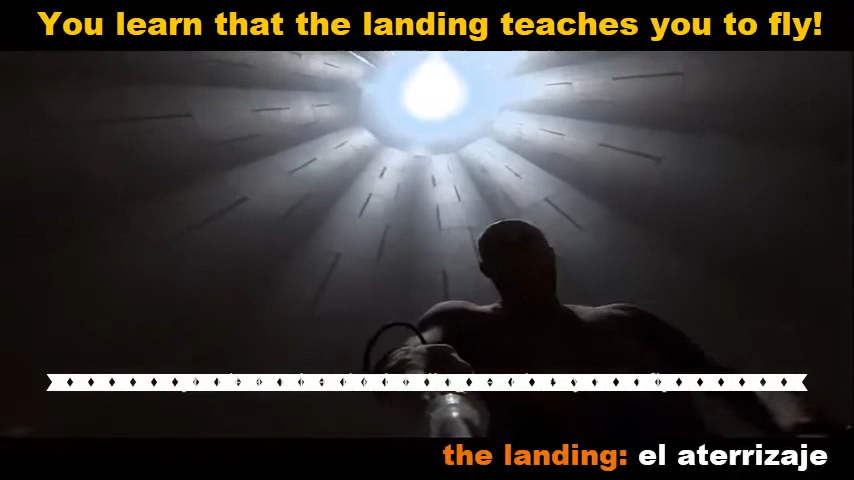 You learn that the landing teaches you to fly!
the landing: el aterrizaje